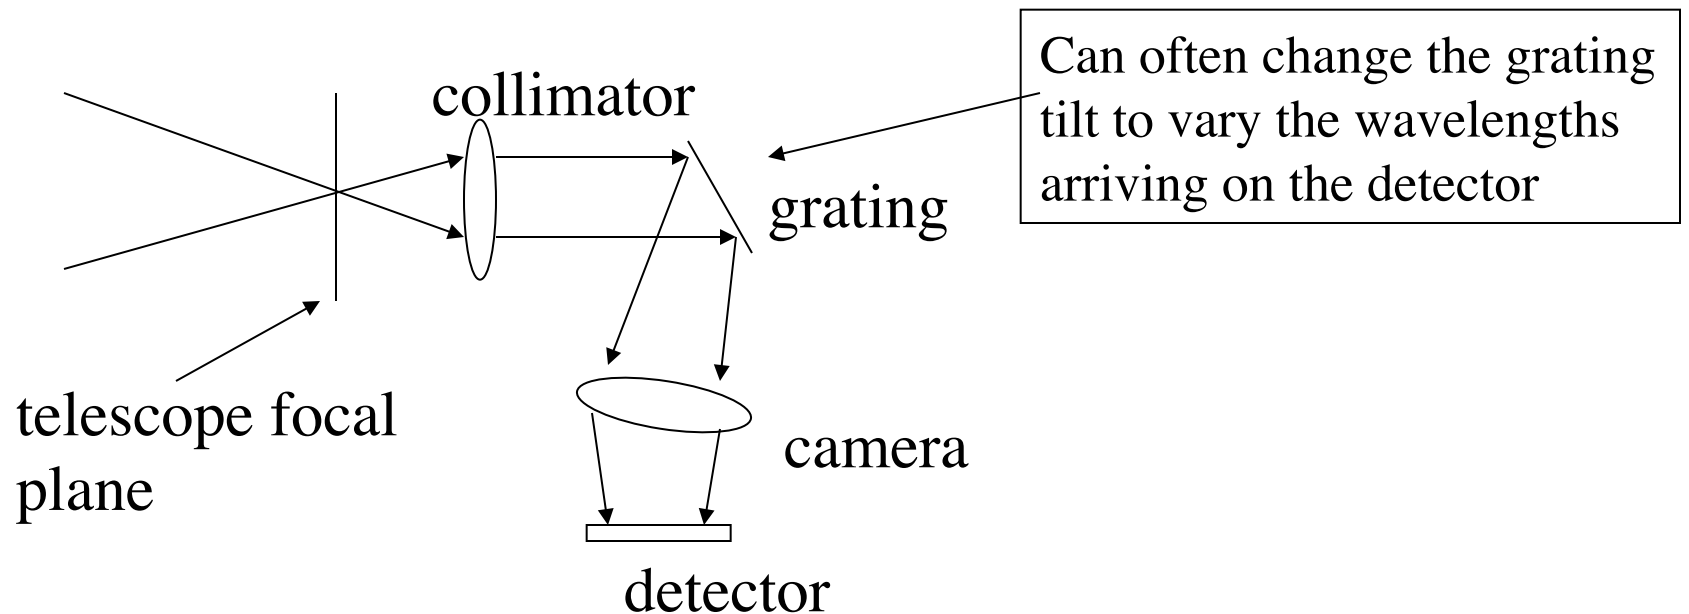 collimator
Can often change the grating
tilt to vary the wavelengths
arriving on the detector
grating
telescope focal
plane
camera
detector